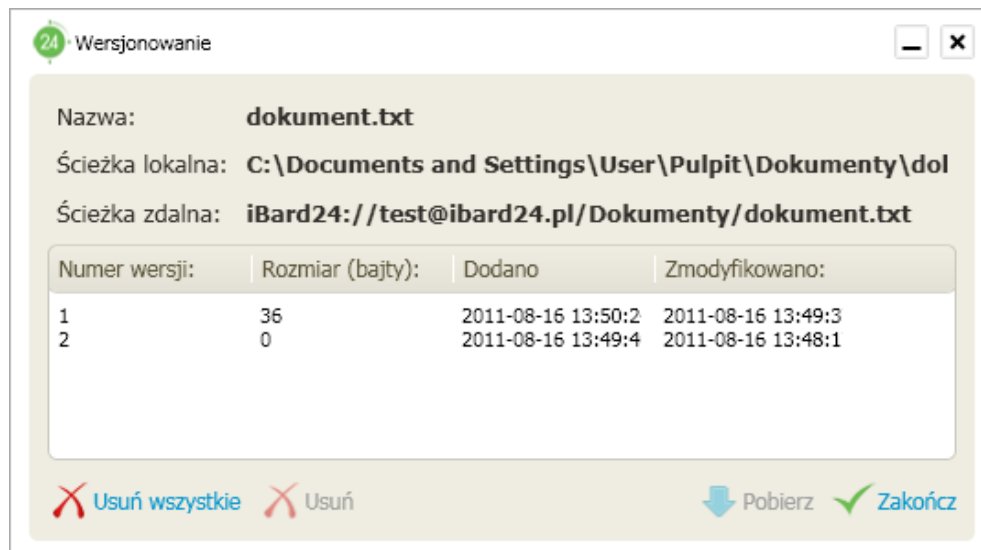 24 Wersjonowanie
Nazwa: dokument.txt
Ścieżka lokalna: C:\Documents and Settings\User\Pulpit\Dokumenty\dol
Ścieżka zdalna: iBard24://test@ibard24.pl/Dokumenty/dokument.txt
Numer wersji: Rozmiar (bajty): Dodano Zmodyfikowano:
1 36 2011-08-16 13:50:2 2011-08-16 13:49:3
2 0 2011-08-16 13:49:4 2011-08-16 13:48:1
Usuń wszystkie Usuń Pobierz Zakończ